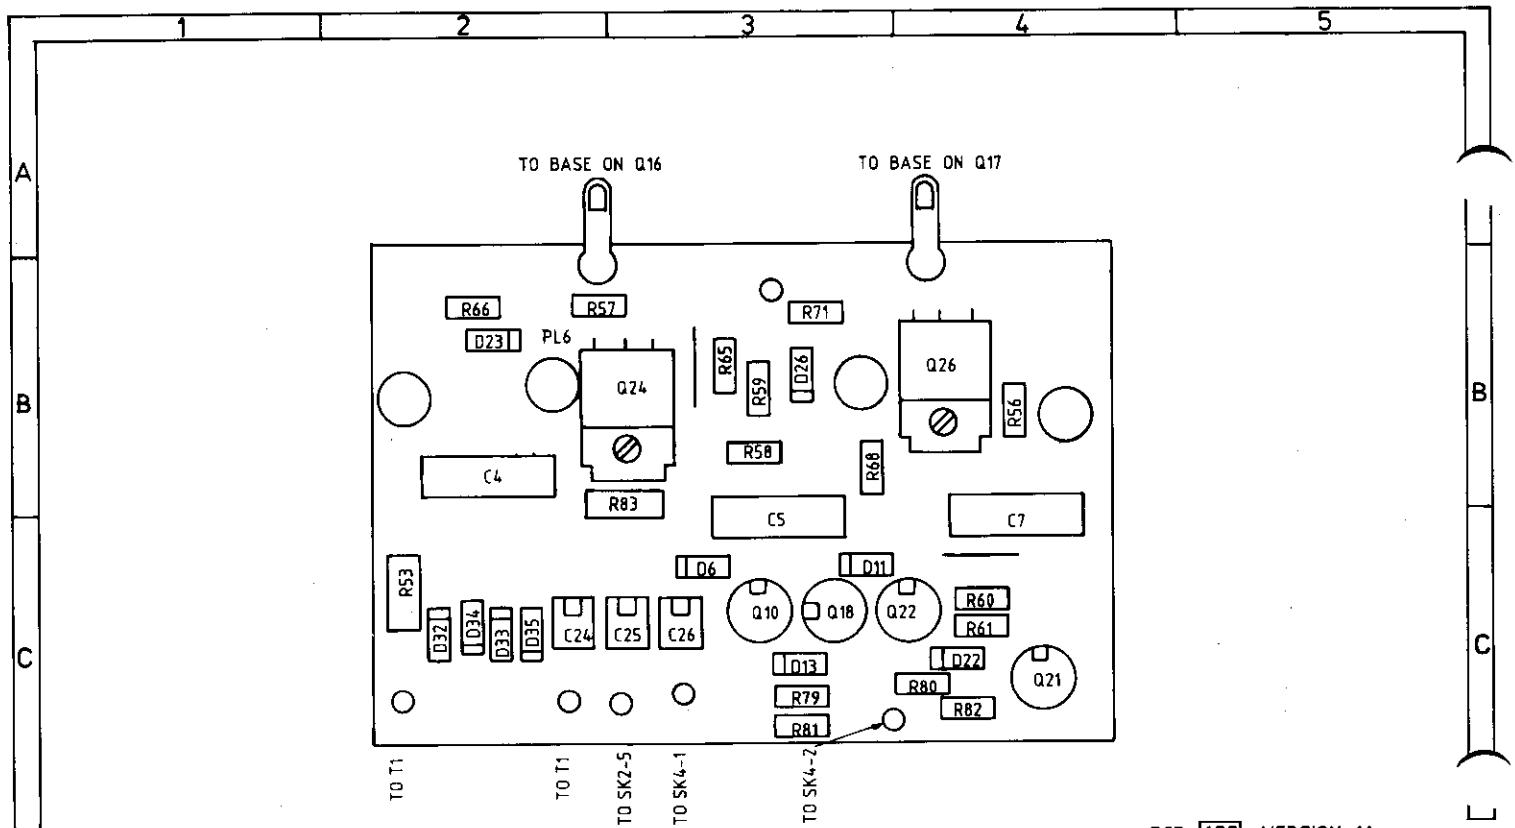 1 2 3 4 5
A
TO BASE ON Q16 TO BASE ON Q17
R66 R57 R71
D23 PL6
R65 D26 Q26
Q24 R59
B R56 B
R58 R68
C4
R83 C5 C7
R53 D6 D11
D32 D34 D33 D35 C24 C25 C26 Q10 Q18 Q22 R60
R61
C D13 D22 C
R79 R80 Q21
R81 R82
TO T1 TO T1 TO SK2-5 TO SK4-1 TO SK4-2